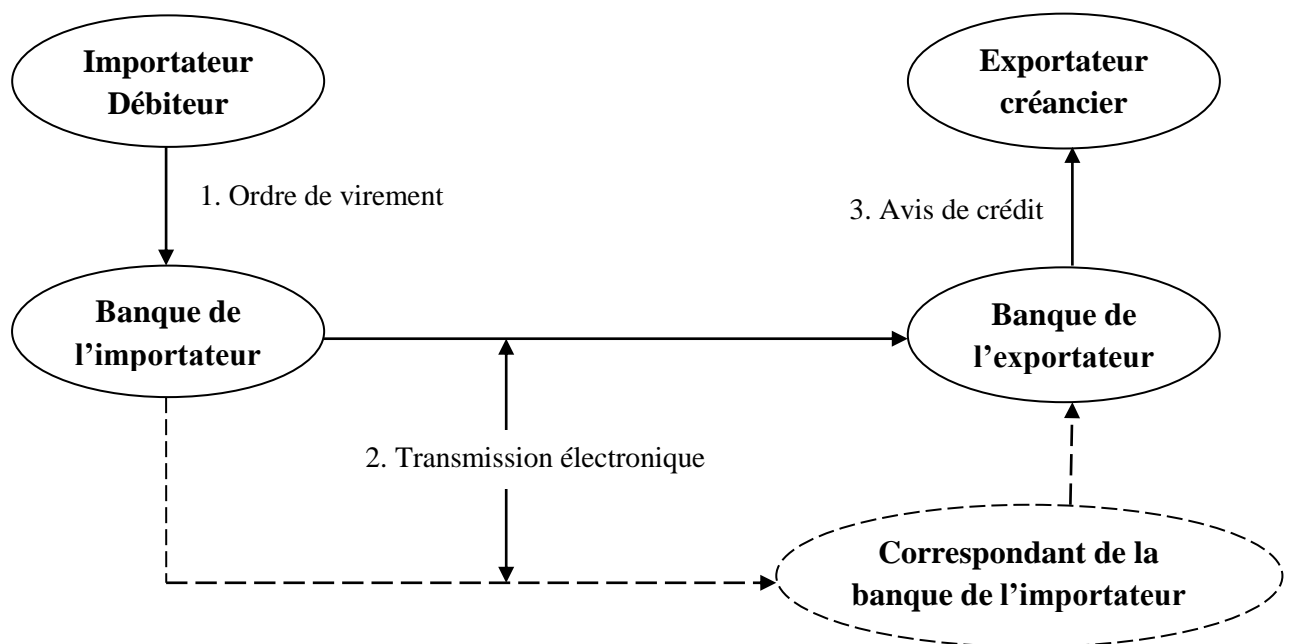 Importateur
Débiteur
Exportateur
créancier
1. Ordre de virement
3. Avis de crédit
Banque de
l’importateur
Banque de
l’exportateur
2. Transmission électronique
Correspondant de la
banque de l’importateur